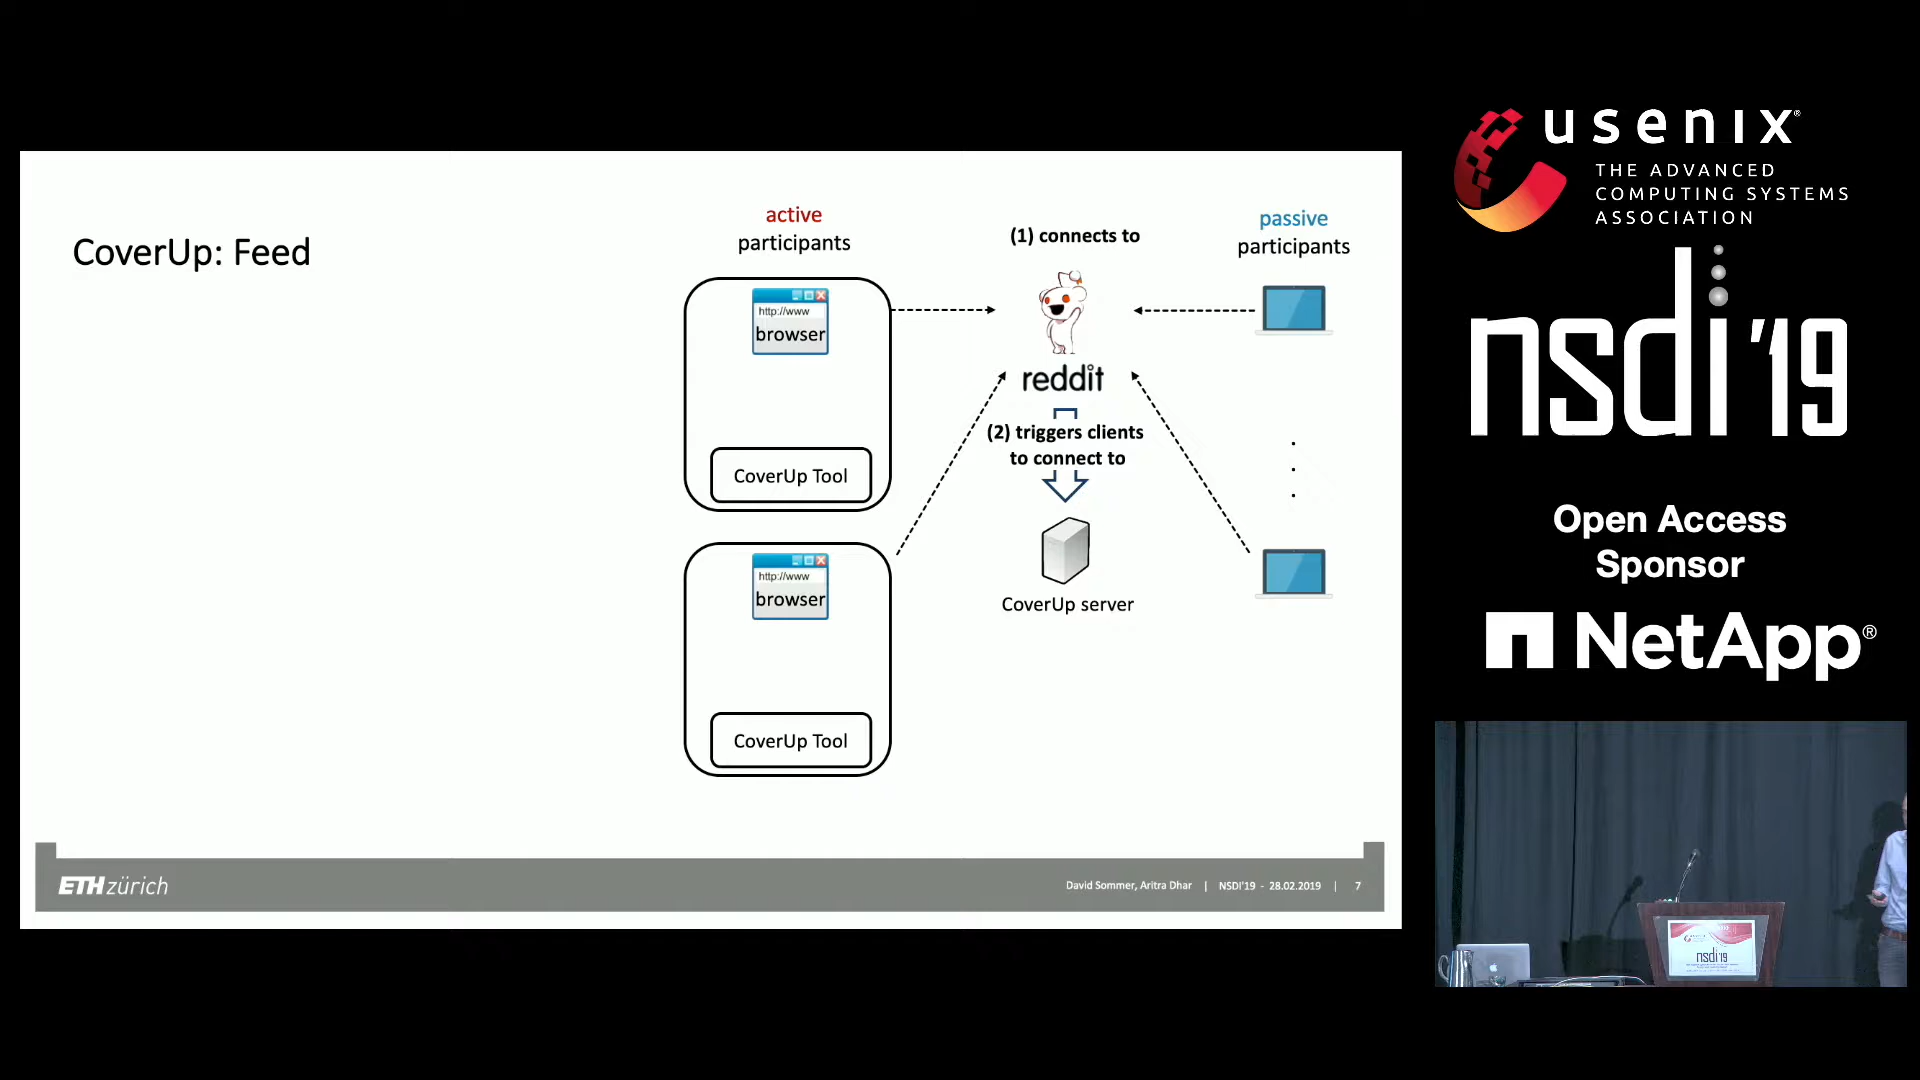 CoverUp: Feed
active
participants
(1) connects to
passive
participants
http://www
browser
CoverUp Tool
reddit
(2) triggers clients
to connect to
CoverUp server
http://www
browser
CoverUp Tool
ETH zürich
David Sommer, Aritra Dhar | NSDI'19 - 28.02.2019 | 7
usenix®
THE ADVANCED
COMPUTING SYSTEMS
ASSOCIATION
nsdi '19
Open Access
Sponsor
NetApp®
nsdi'19